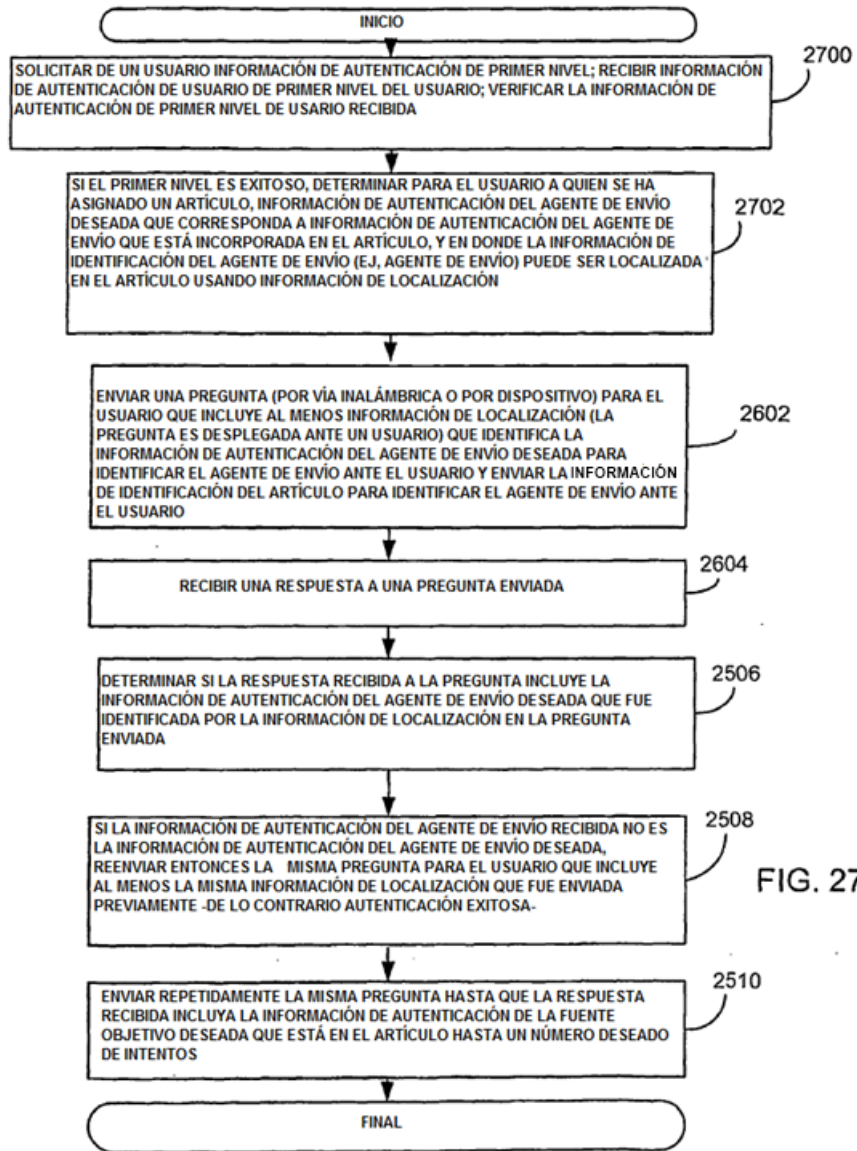 INICIO
SOLICITAR DE UN USUARIO INFORMACIÓN DE AUTENTICACIÓN DE PRIMER NIVEL; RECIBIR INFORMACIÓN
DE AUTENTICACIÓN DE USUARIO DE PRIMER NIVEL DEL USUARIO; VERIFICAR LA INFORMACIÓN DE
AUTENTICACIÓN DE PRIMER NIVEL DE USARIO RECIBIDA
2700
SI EL PRIMER NIVEL ES EXITOSO, DETERMINAR PARA EL USUARIO A QUIEN SE HA
ASIGNADO UN ARTÍCULO, INFORMACIÓN DE AUTENTICACIÓN DEL AGENTE DE ENVÍO
DESEADA QUE CORRESPONDA A INFORMACIÓN DE AUTENTICACIÓN DEL AGENTE DE
ENVÍO QUE ESTÁ INCORPORADA EN EL ARTÍCULO, Y EN DONDE LA INFORMACIÓN DE
IDENTIFICACIÓN DEL AGENTE DE ENVÍO (EJ, AGENTE DE ENVÍO) PUEDE SER LOCALIZADA
EN EL ARTÍCULO USANDO INFORMACIÓN DE LOCALIZACIÓN
2702
ENVIAR UNA PREGUNTA (POR VÍA INALÁMBRICA O POR DISPOSITIVO) PARA EL
USUARIO QUE INCLUYE AL MENOS INFORMACIÓN DE LOCALIZACIÓN (LA
PREGUNTA ES DESPLEGADA ANTE UN USUARIO) QUE IDENTIFICA LA
INFORMACIÓN DE AUTENTICACIÓN DEL AGENTE DE ENVÍO DESEADA PARA
IDENTIFICAR EL AGENTE DE ENVÍO ANTE EL USUARIO Y ENVIAR LA INFORMACIÓN
DE IDENTIFICACIÓN DEL ARTÍCULO PARA IDENTIFICAR EL AGENTE DE ENVÍO ANTE
EL USUARIO
2602
RECIBIR UNA RESPUESTA A UNA PREGUNTA ENVIADA
2604
DETERMINAR SI LA RESPUESTA RECIBIDA A LA PREGUNTA INCLUYE LA
INFORMACIÓN DE AUTENTICACIÓN DEL AGENTE DE ENVÍO DESEADA QUE FUE
IDENTIFICADA POR LA INFORMACIÓN DE LOCALIZACIÓN EN LA PREGUNTA
ENVIADA
2506
SI LA INFORMACIÓN DE AUTENTICACIÓN DEL AGENTE DE ENVÍO RECIBIDA NO ES
LA INFORMACIÓN DE AUTENTICACIÓN DEL AGENTE DE ENVÍO DESEADA,
REENVIAR ENTONCES LA MISMA PREGUNTA PARA EL USUARIO QUE INCLUYE
AL MENOS LA MISMA INFORMACIÓN DE LOCALIZACIÓN QUE FUE ENVIADA
PREVIAMENTE -DE LO CONTRARIO AUTENTICACIÓN EXITOSA-
2508
FIG. 27
ENVIAR REPETIDAMENTE LA MISMA PREGUNTA HASTA QUE LA RESPUESTA
RECIBIDA INCLUYA LA INFORMACIÓN DE AUTENTICACIÓN DE LA FUENTE
OBJETIVO DESEADA QUE ESTÁ EN EL ARTÍCULO HASTA UN NÚMERO DESEADO
DE INTENTOS
2510
FINAL